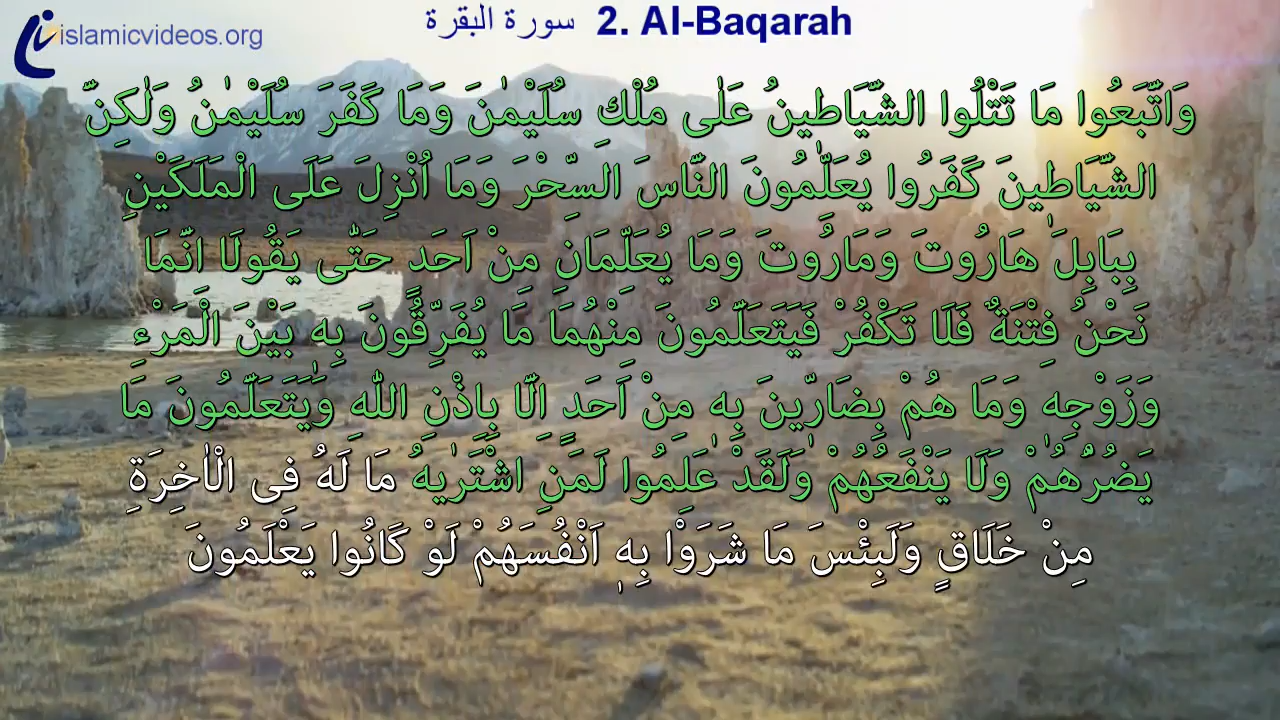 islamicvideos.org
سورة البقرة 2. Al-Baqarah
وَاتَّبَعُوا مَا تَتْلُوا الشَّيَاطِينُ عَلٰى مُلْكِ سُلَيْمٰنَ وَمَا كَفَرَ سُلَيْمٰنُ وَلٰكِنَّ
الشَّيَاطِينَ كَفَرُوا يُعَلِّمُونَ النَّاسَ السِّحْرَ وَمَا اُنْزِلَ عَلَى الْمَلَكَيْنِ
بِبَابِلَ هَارُوتَ وَمَارُوتَ وَمَا يُعَلِّمَانِ مِنْ اَحَدٍ حَتّٰى يَقُولَا اِنَّمَا
نَحْنُ فِتْنَةٌ فَلَا تَكْفُرْ فَيَتَعَلَّمُونَ مِنْهُمَا مَا يُفَرِّقُونَ بِهٖ بَيْنَ الْمَرْءِ
وَزَوْجِهٖ وَمَا هُمْ بِضَارِّينَ بِهٖ مِنْ اَحَدٍ اِلَّا بِاِذْنِ اللّٰهِ وَيَتَعَلَّمُونَ مَا
يَضُرُّهُمْ وَلَا يَنْفَعُهُمْ وَلَقَدْ عَلِمُوا لَمَنِ اشْتَرٰيهُ مَا لَهُ فِى الْاٰخِرَةِ
مِنْ خَلَاقٍ وَلَبِئْسَ مَا شَرَوْا بِهٖ اَنْفُسَهُمْ لَوْ كَانُوا يَعْلَمُونَ